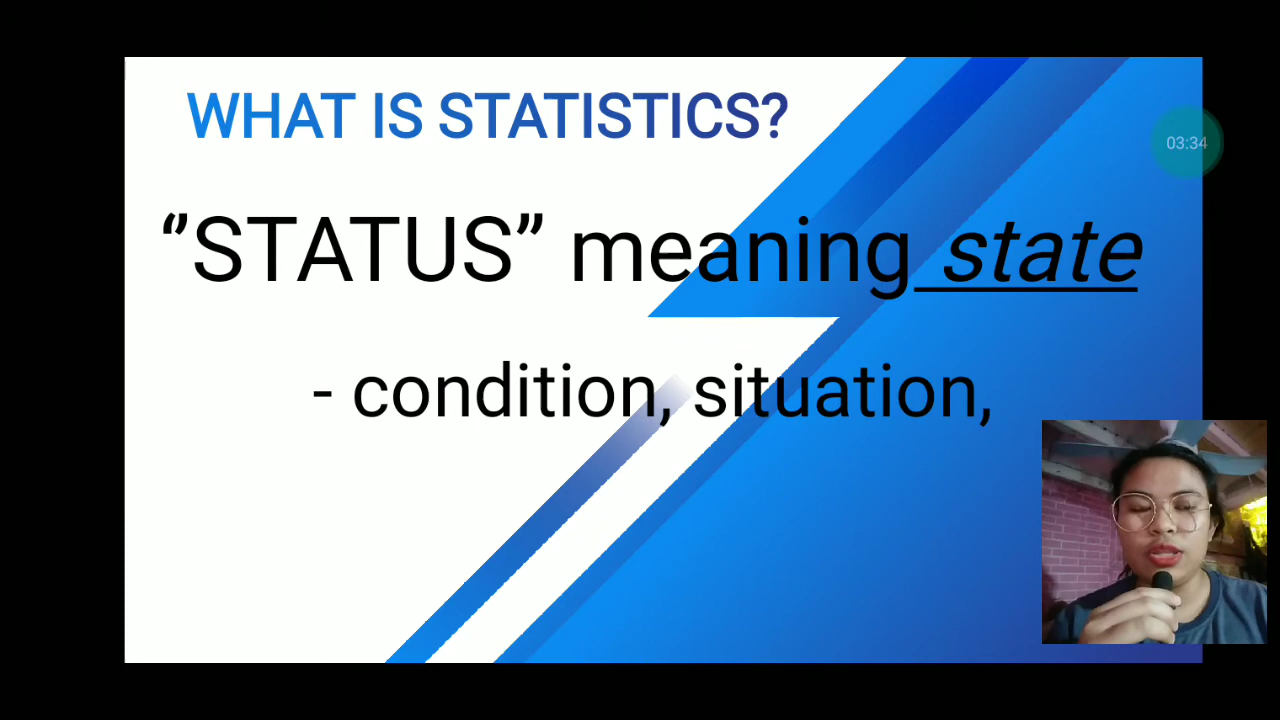 WHAT IS STATISTICS?
03:34
‘’STATUS” meaning state
- condition, situation,